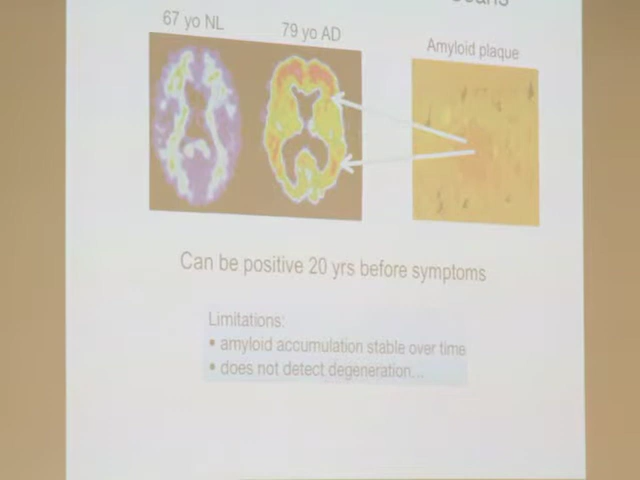 67 yo NL
79 yo AD
Amyloid plaque
Can be positive 20 yrs before symptoms
Limitations:
• amyloid accumulation stable over time
• does not detect degeneration...